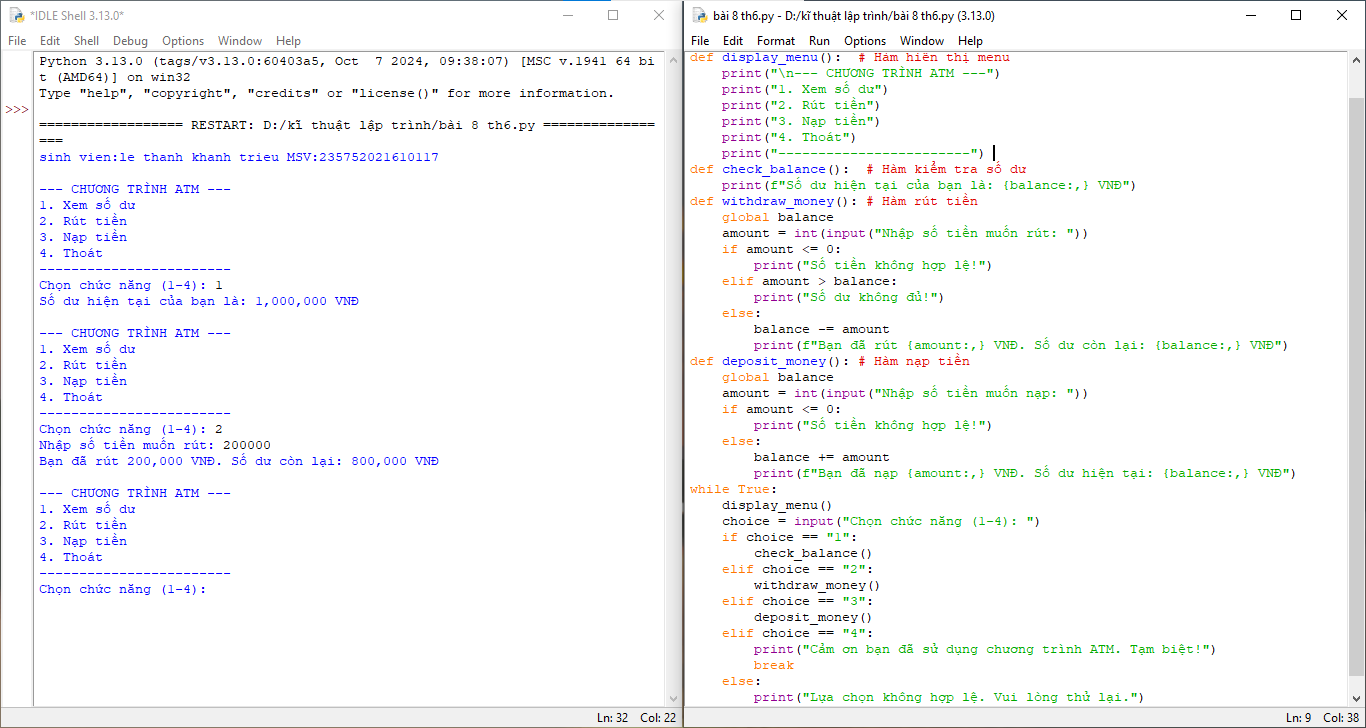 *IDLE Shell 3.13.0*
File Edit Shell Debug Options Window Help
Python 3.13.0 (tags/v3.13.0:60403a5, Oct  7 2024, 09:38:07) [MSC v.1941 64 bi
t (AMD64)] on win32
Type "help", "copyright", "credits" or "license()" for more information.
>>>
================== RESTART: D:/kĩ thuật lập trình/bài 8 th6.py ==============
===
sinh vien:le thanh khanh trieu MSV:235752021610117
--- CHƯƠNG TRÌNH ATM ---
1. Xem số dư
2. Rút tiền
3. Nạp tiền
4. Thoát
------------------------
Chọn chức năng (1-4): 1
Số dư hiện tại của bạn là: 1,000,000 VNĐ
--- CHƯƠNG TRÌNH ATM ---
1. Xem số dư
2. Rút tiền
3. Nạp tiền
4. Thoát
------------------------
Chọn chức năng (1-4): 2
Nhập số tiền muốn rút: 200000
Bạn đã rút 200,000 VNĐ. Số dư còn lại: 800,000 VNĐ
--- CHƯƠNG TRÌNH ATM ---
1. Xem số dư
2. Rút tiền
3. Nạp tiền
4. Thoát
------------------------
Chọn chức năng (1-4):
Ln: 32 Col: 22
bài 8 th6.py - D:/kĩ thuật lập trình/bài 8 th6.py (3.13.0)
File Edit Format Run Options Window Help
def display_menu():  # Hàm hiển thị menu
    print("\n--- CHƯƠNG TRÌNH ATM ---")
    print("1. Xem số dư")
    print("2. Rút tiền")
    print("3. Nạp tiền")
    print("4. Thoát")
    print("------------------------")
def check_balance():  # Hàm kiểm tra số dư
    print(f"Số dư hiện tại của bạn là: {balance:,} VNĐ")
def withdraw_money(): # Hàm rút tiền
    global balance
    amount = int(input("Nhập số tiền muốn rút: "))
    if amount <= 0:
        print("Số tiền không hợp lệ!")
    elif amount > balance:
        print("Số dư không đủ!")
    else:
        balance -= amount
        print(f"Bạn đã rút {amount:,} VNĐ. Số dư còn lại: {balance:,} VNĐ")
def deposit_money(): # Hàm nạp tiền
    global balance
    amount = int(input("Nhập số tiền muốn nạp: "))
    if amount <= 0:
        print("Số tiền không hợp lệ!")
    else:
        balance += amount
        print(f"Bạn đã nạp {amount:,} VNĐ. Số dư hiện tại: {balance:,} VNĐ")
while True:
    display_menu()
    choice = input("Chọn chức năng (1-4): ")
    if choice == "1":
        check_balance()
    elif choice == "2":
        withdraw_money()
    elif choice == "3":
        deposit_money()
    elif choice == "4":
        print("Cảm ơn bạn đã sử dụng chương trình ATM. Tạm biệt!")
        break
    else:
        print("Lựa chọn không hợp lệ. Vui lòng thử lại.")
Ln: 9 Col: 38